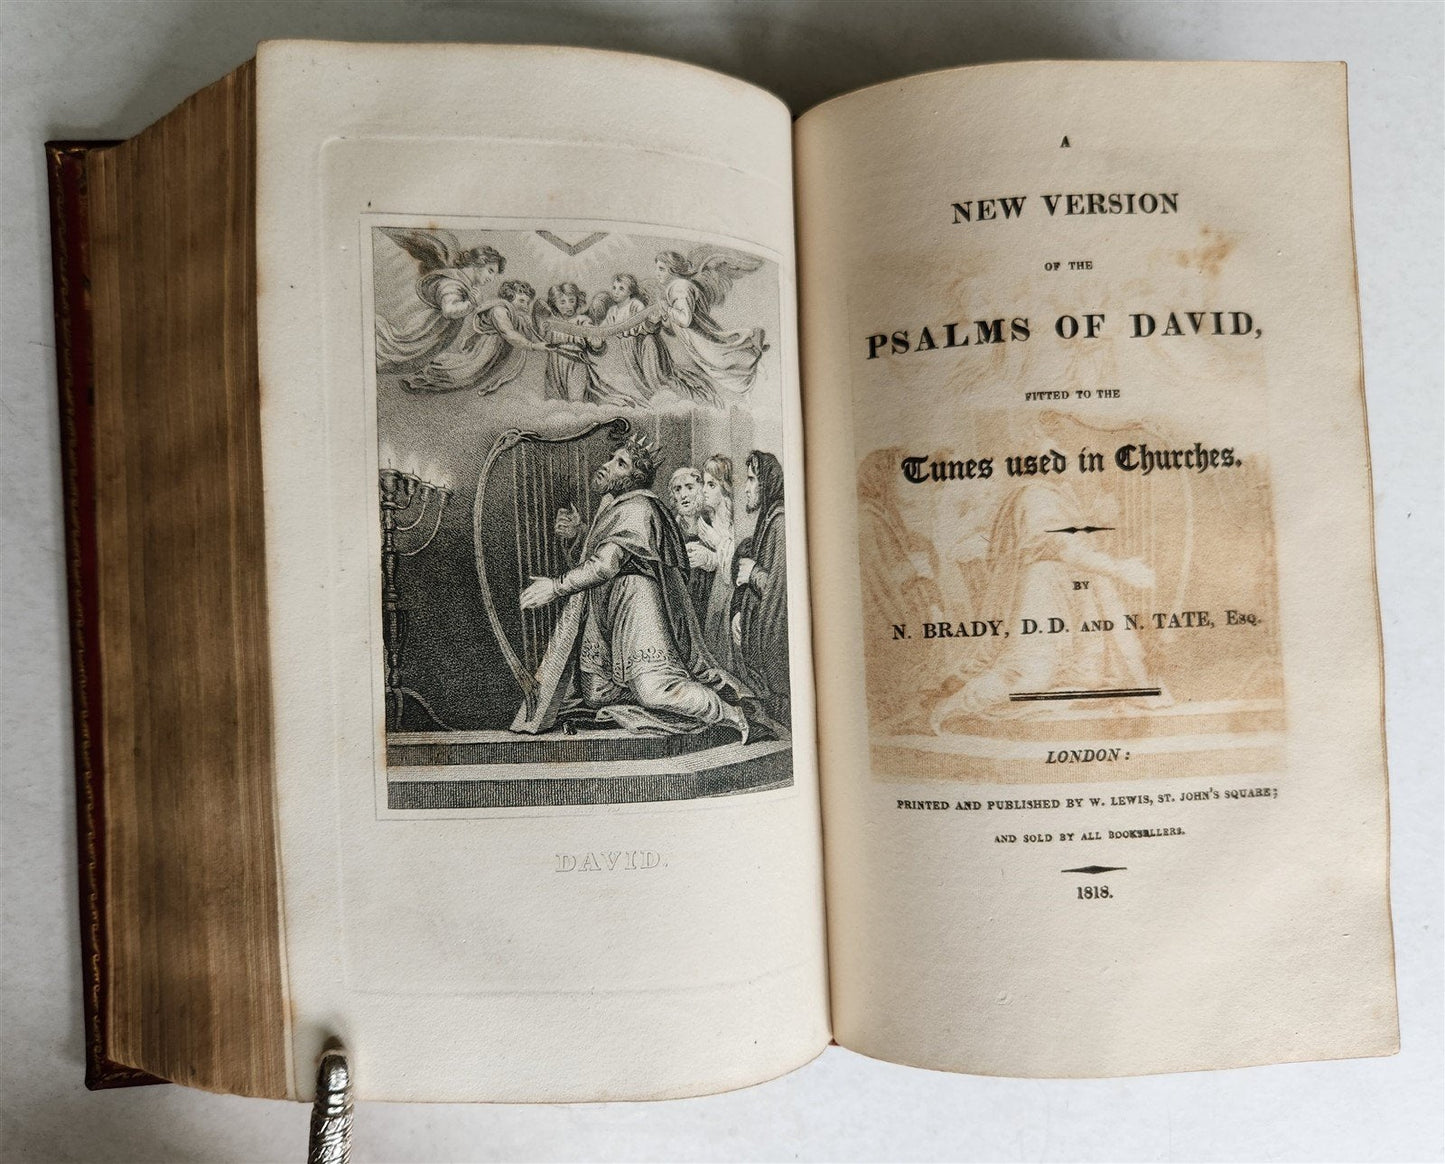 DAVID.
A
NEW VERSION
OF THE
PSALMS OF DAVID,
FITTED TO THE
Tunes used in Churches.
BY
N. BRADY, D.D. AND N. TATE, Esq.
LONDON:
PRINTED AND PUBLISHED BY W. LEWIS, ST. JOHN'S SQUARE;
AND SOLD BY ALL BOOKSELLERS.
1818.